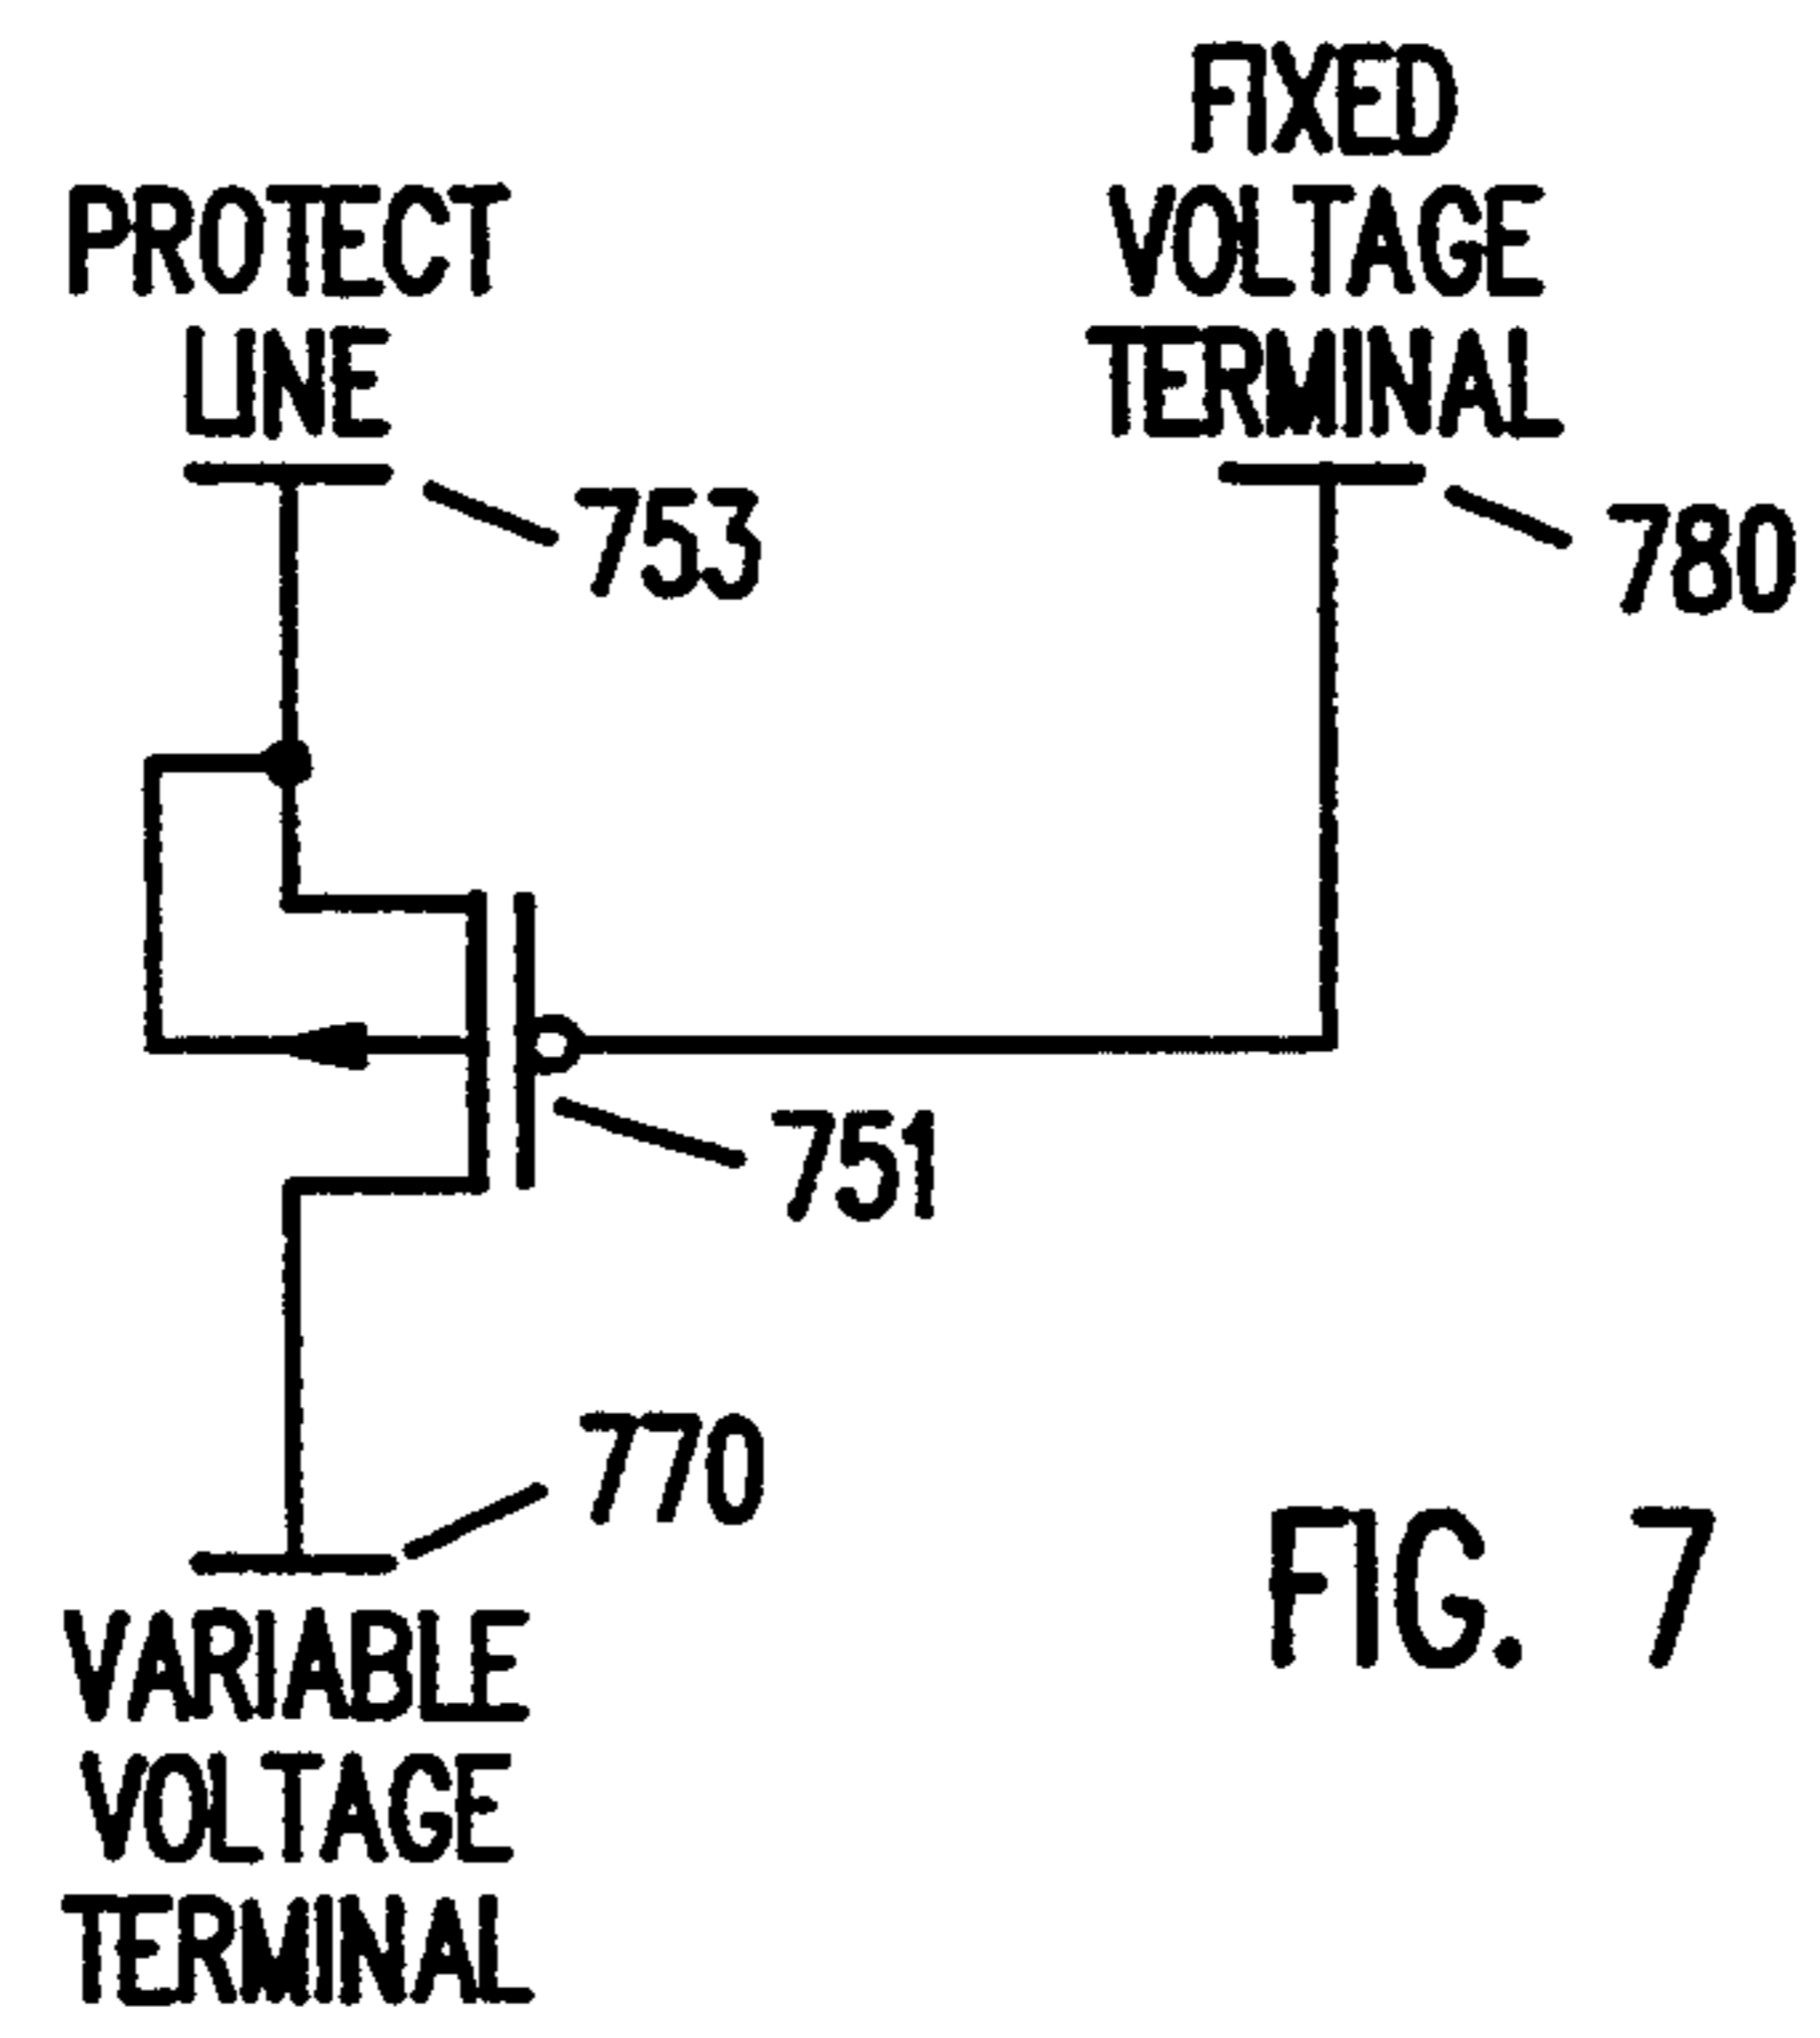 PROTECT
LINE
753
FIXED
VOLTAGE
TERMINAL
780
751
770
VARIABLE
VOLTAGE
TERMINAL
FIG. 7